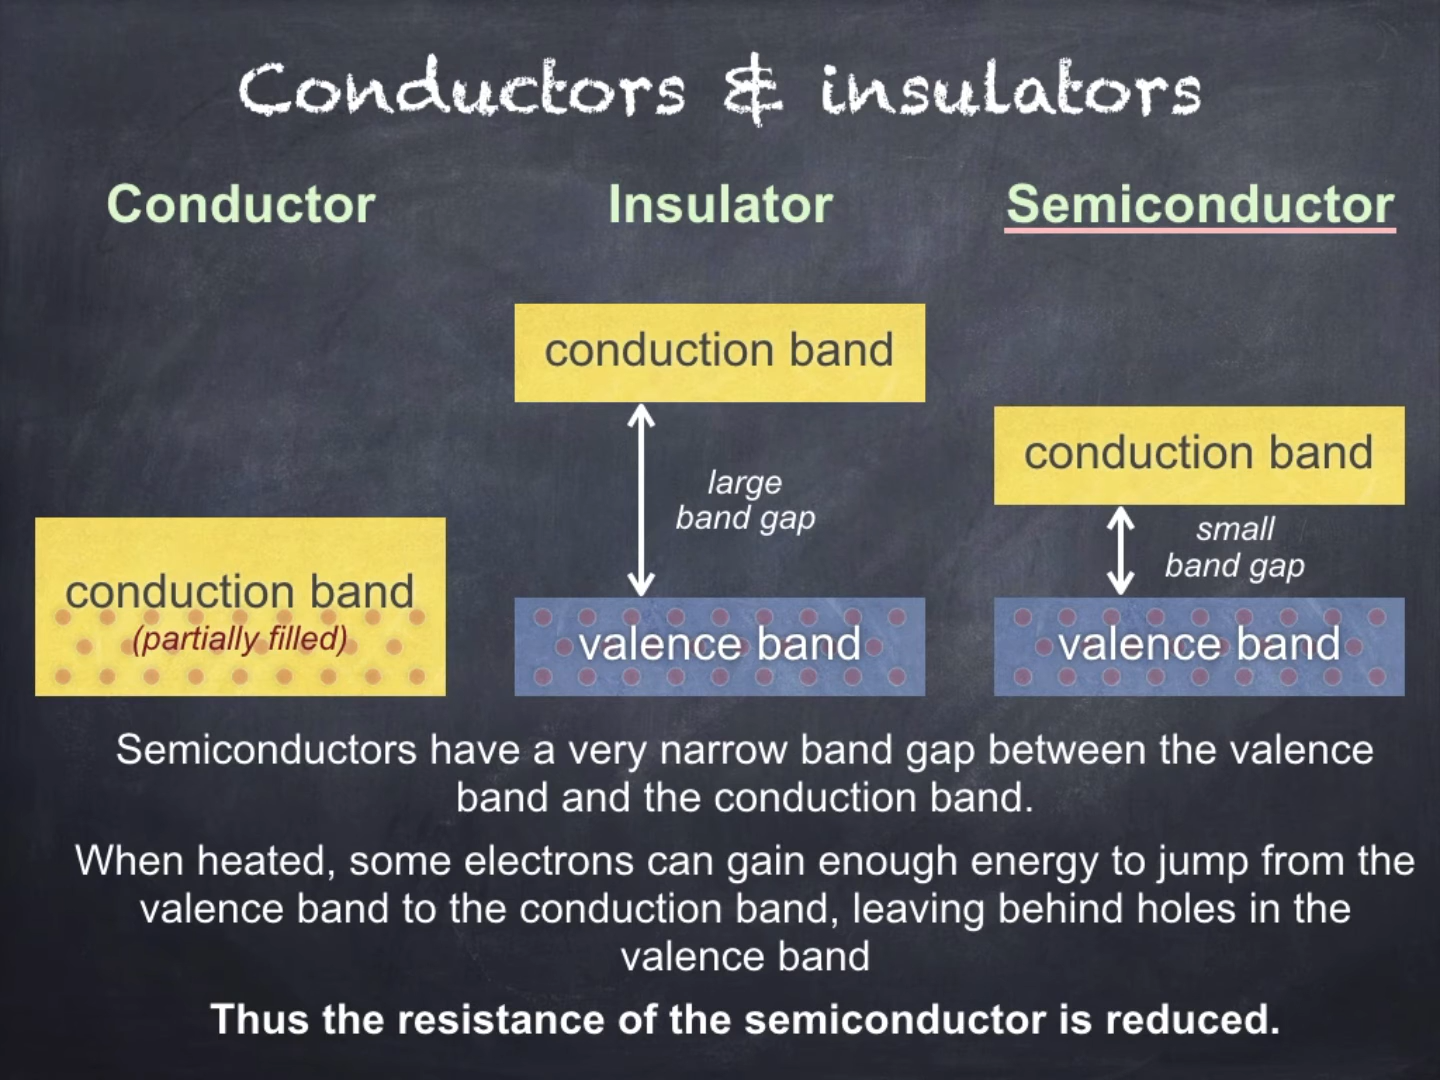 Conductors & insulators
Conductor
Insulator
Semiconductor
conduction band
large
band gap
valence band
conduction band
small
band gap
valence band
conduction band
(partially filled)
Semiconductors have a very narrow band gap between the valence
band and the conduction band.
When heated, some electrons can gain enough energy to jump from the
valence band to the conduction band, leaving behind holes in the
valence band
Thus the resistance of the semiconductor is reduced.